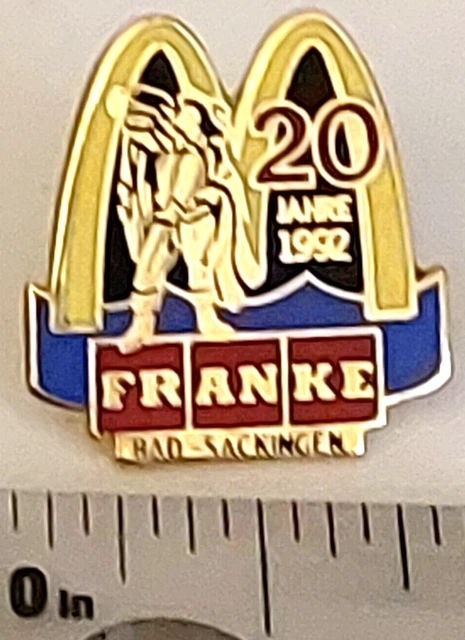 20
JAHRE
1992
FRANKE
BAD-SÄCKINGEN
0 in